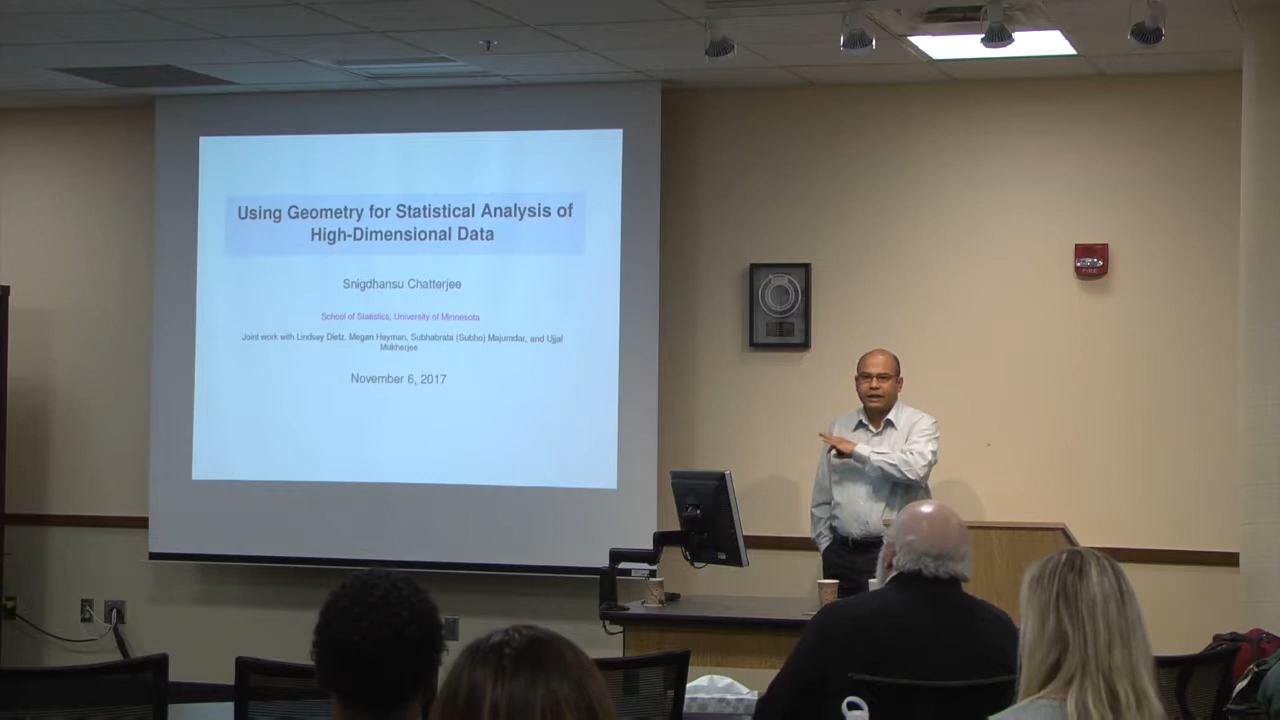 Using Geometry for Statistical Analysis of
High-Dimensional Data
Snigdhansu Chatterjee
School of Statistics, University of Minnesota
Joint work with Lindsey Dietz, Megan Heyman, Subhabrata (Subho) Majumdar, and Ujjal
Mukherjee
November 6, 2017
FIRE